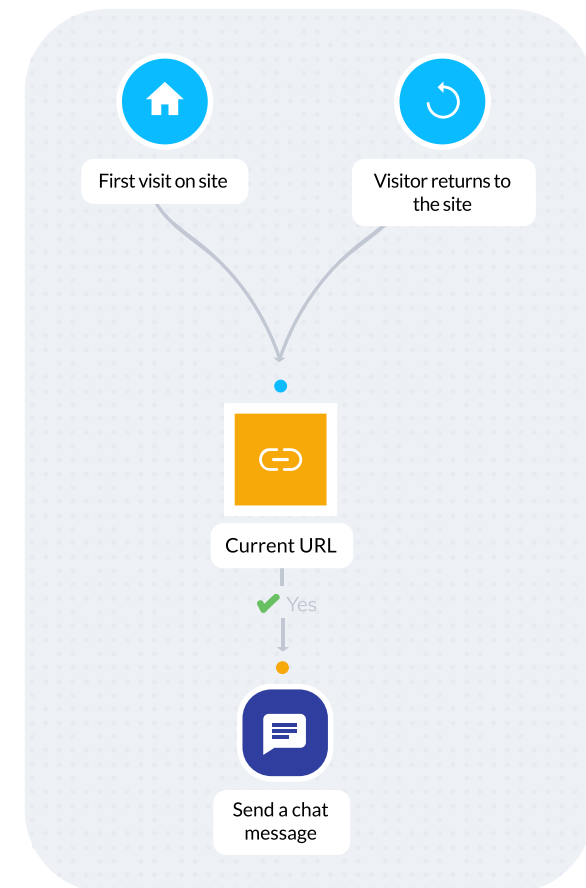 First visit on site
Visitor returns to
the site
Current URL
Yes
Send a chat
message